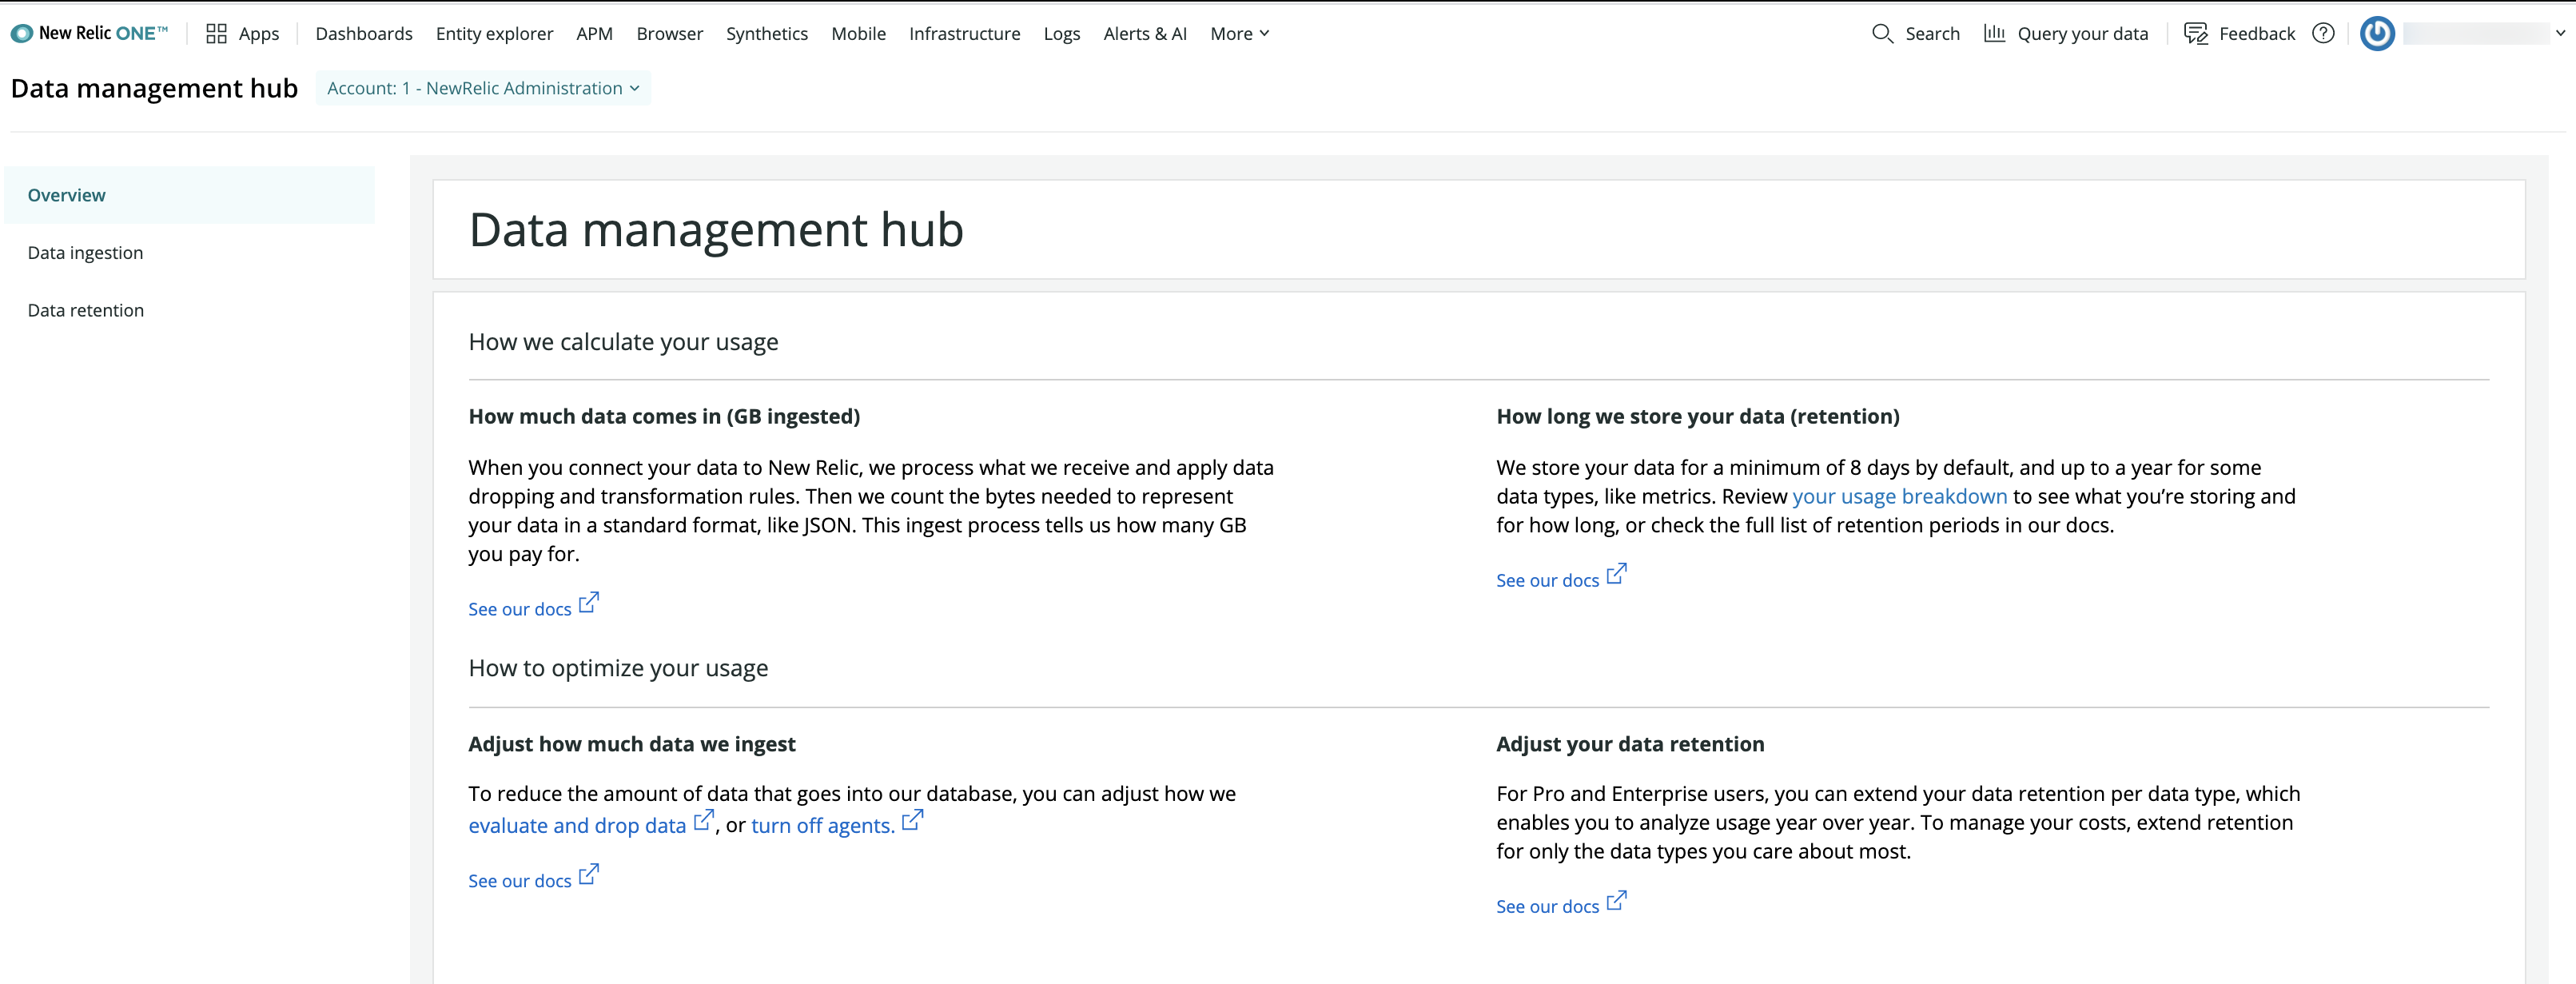 New Relic ONE™ Apps Dashboards Entity explorer APM Browser Synthetics Mobile Infrastructure Logs Alerts & AI More Search Query your data Feedback ?
Data management hub Account: 1 - NewRelic Administration
Overview
Data ingestion
Data retention
Data management hub
How we calculate your usage
How much data comes in (GB ingested)
When you connect your data to New Relic, we process what we receive and apply data
dropping and transformation rules. Then we count the bytes needed to represent
your data in a standard format, like JSON. This ingest process tells us how many GB
you pay for.
See our docs
How long we store your data (retention)
We store your data for a minimum of 8 days by default, and up to a year for some
data types, like metrics. Review your usage breakdown to see what you’re storing and
for how long, or check the full list of retention periods in our docs.
See our docs
How to optimize your usage
Adjust how much data we ingest
To reduce the amount of data that goes into our database, you can adjust how we
evaluate and drop data , or turn off agents.
See our docs
Adjust your data retention
For Pro and Enterprise users, you can extend your data retention per data type, which
enables you to analyze usage year over year. To manage your costs, extend retention
for only the data types you care about most.
See our docs